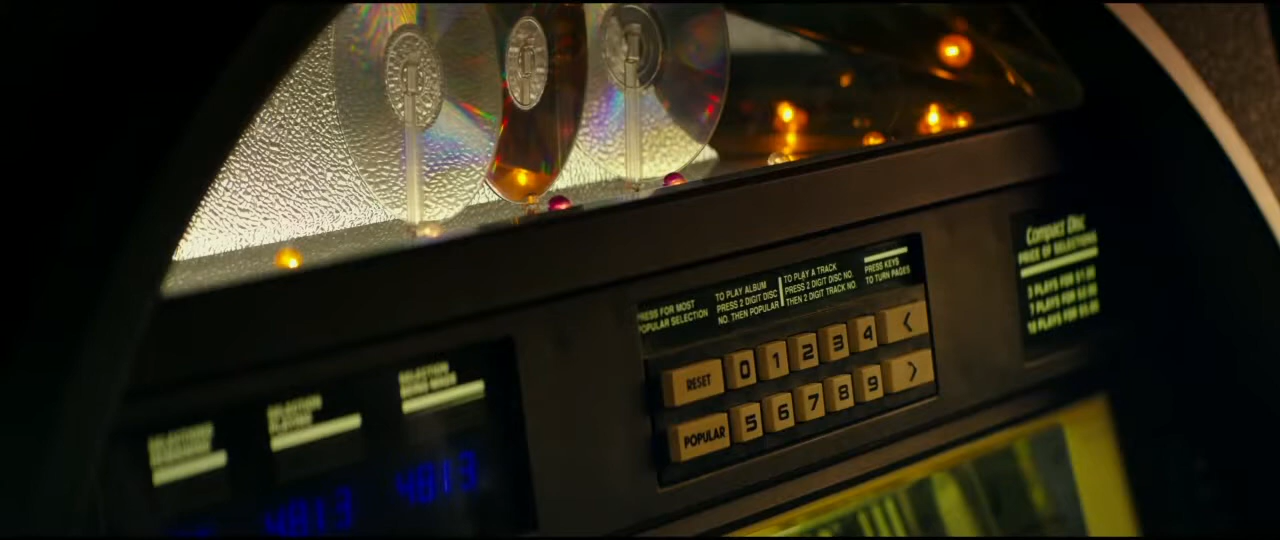 PRESS FOR MOST
POPULAR SELECTION
TO PLAY ALBUM
PRESS 2 DIGIT DISC
NO. THEN POPULAR
TO PLAY A TRACK
PRESS 2 DIGIT DISC NO.
THEN 2 DIGIT TRACK NO.
PRESS KEYS
TO TURN PAGES
RESET 0 1 2 3 4 <
POPULAR 5 6 7 8 9 >
Compact Disc
PRICE OF SELECTIONS
SELECTION
SELECTION
4813
4813